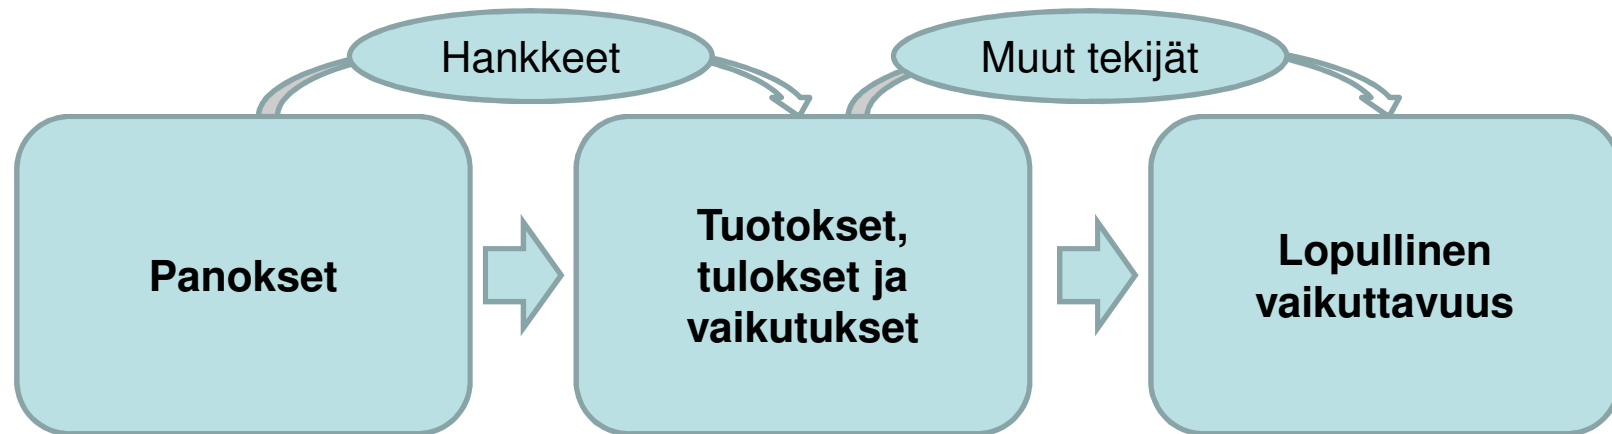 Hankkeet
Muut tekijät
Panokset
Tuotokset,
tulokset ja
vaikutukset
Lopullinen
vaikuttavuus